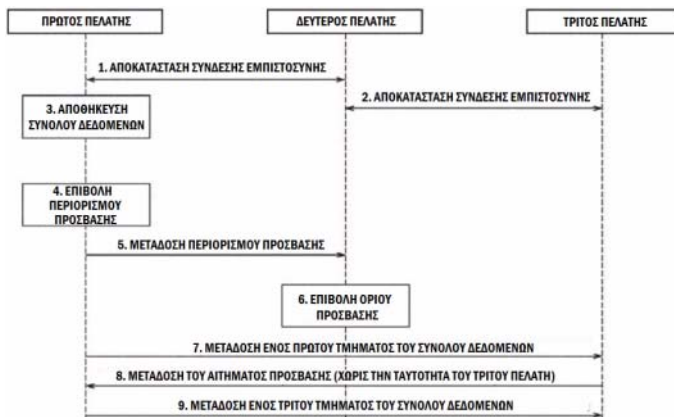 ΠΡΩΤΟΣ ΠΕΛΑΤΗΣ
ΔΕΥΤΕΡΟΣ ΠΕΛΑΤΗΣ
ΤΡΙΤΟΣ ΠΕΛΑΤΗΣ
1. ΑΠΟΚΑΤΑΣΤΑΣΗ ΣΥΝΔΕΣΗΣ ΕΜΠΙΣΤΟΣΥΝΗΣ
2. ΑΠΟΚΑΤΑΣΤΑΣΗ ΣΥΝΔΕΣΗΣ ΕΜΠΙΣΤΟΣΥΝΗΣ
3. ΑΠΟΘΗΚΕΥΣΗ
ΣΥΝΟΛΟΥ ΔΕΔΟΜΕΝΩΝ
4. ΕΠΙΒΟΛΗ
ΠΕΡΙΟΡΙΣΜΟΥ
ΠΡΟΣΒΑΣΗΣ
5. ΜΕΤΑΔΟΣΗ ΠΕΡΙΟΡΙΣΜΟΥ ΠΡΟΣΒΑΣΗΣ
6. ΕΠΙΒΟΛΗ ΟΡΙΟΥ
ΠΡΟΣΒΑΣΗΣ
7. ΜΕΤΑΔΟΣΗ ΕΝΟΣ ΠΡΩΤΟΥ ΤΜΗΜΑΤΟΣ ΤΟΥ ΣΥΝΟΛΟΥ ΔΕΔΟΜΕΝΩΝ
8. ΜΕΤΑΔΟΣΗ ΤΟΥ ΑΙΤΗΜΑΤΟΣ ΠΡΟΣΒΑΣΗΣ (ΧΩΡΙΣ ΤΗΝ ΤΑΥΤΟΤΗΤΑ ΤΟΥ ΤΡΙΤΟΥ ΠΕΛΑΤΗ)
9. ΜΕΤΑΔΟΣΗ ΕΝΟΣ ΤΡΙΤΟΥ ΤΜΗΜΑΤΟΣ ΤΟΥ ΣΥΝΟΛΟΥ ΔΕΔΟΜΕΝΩΝ